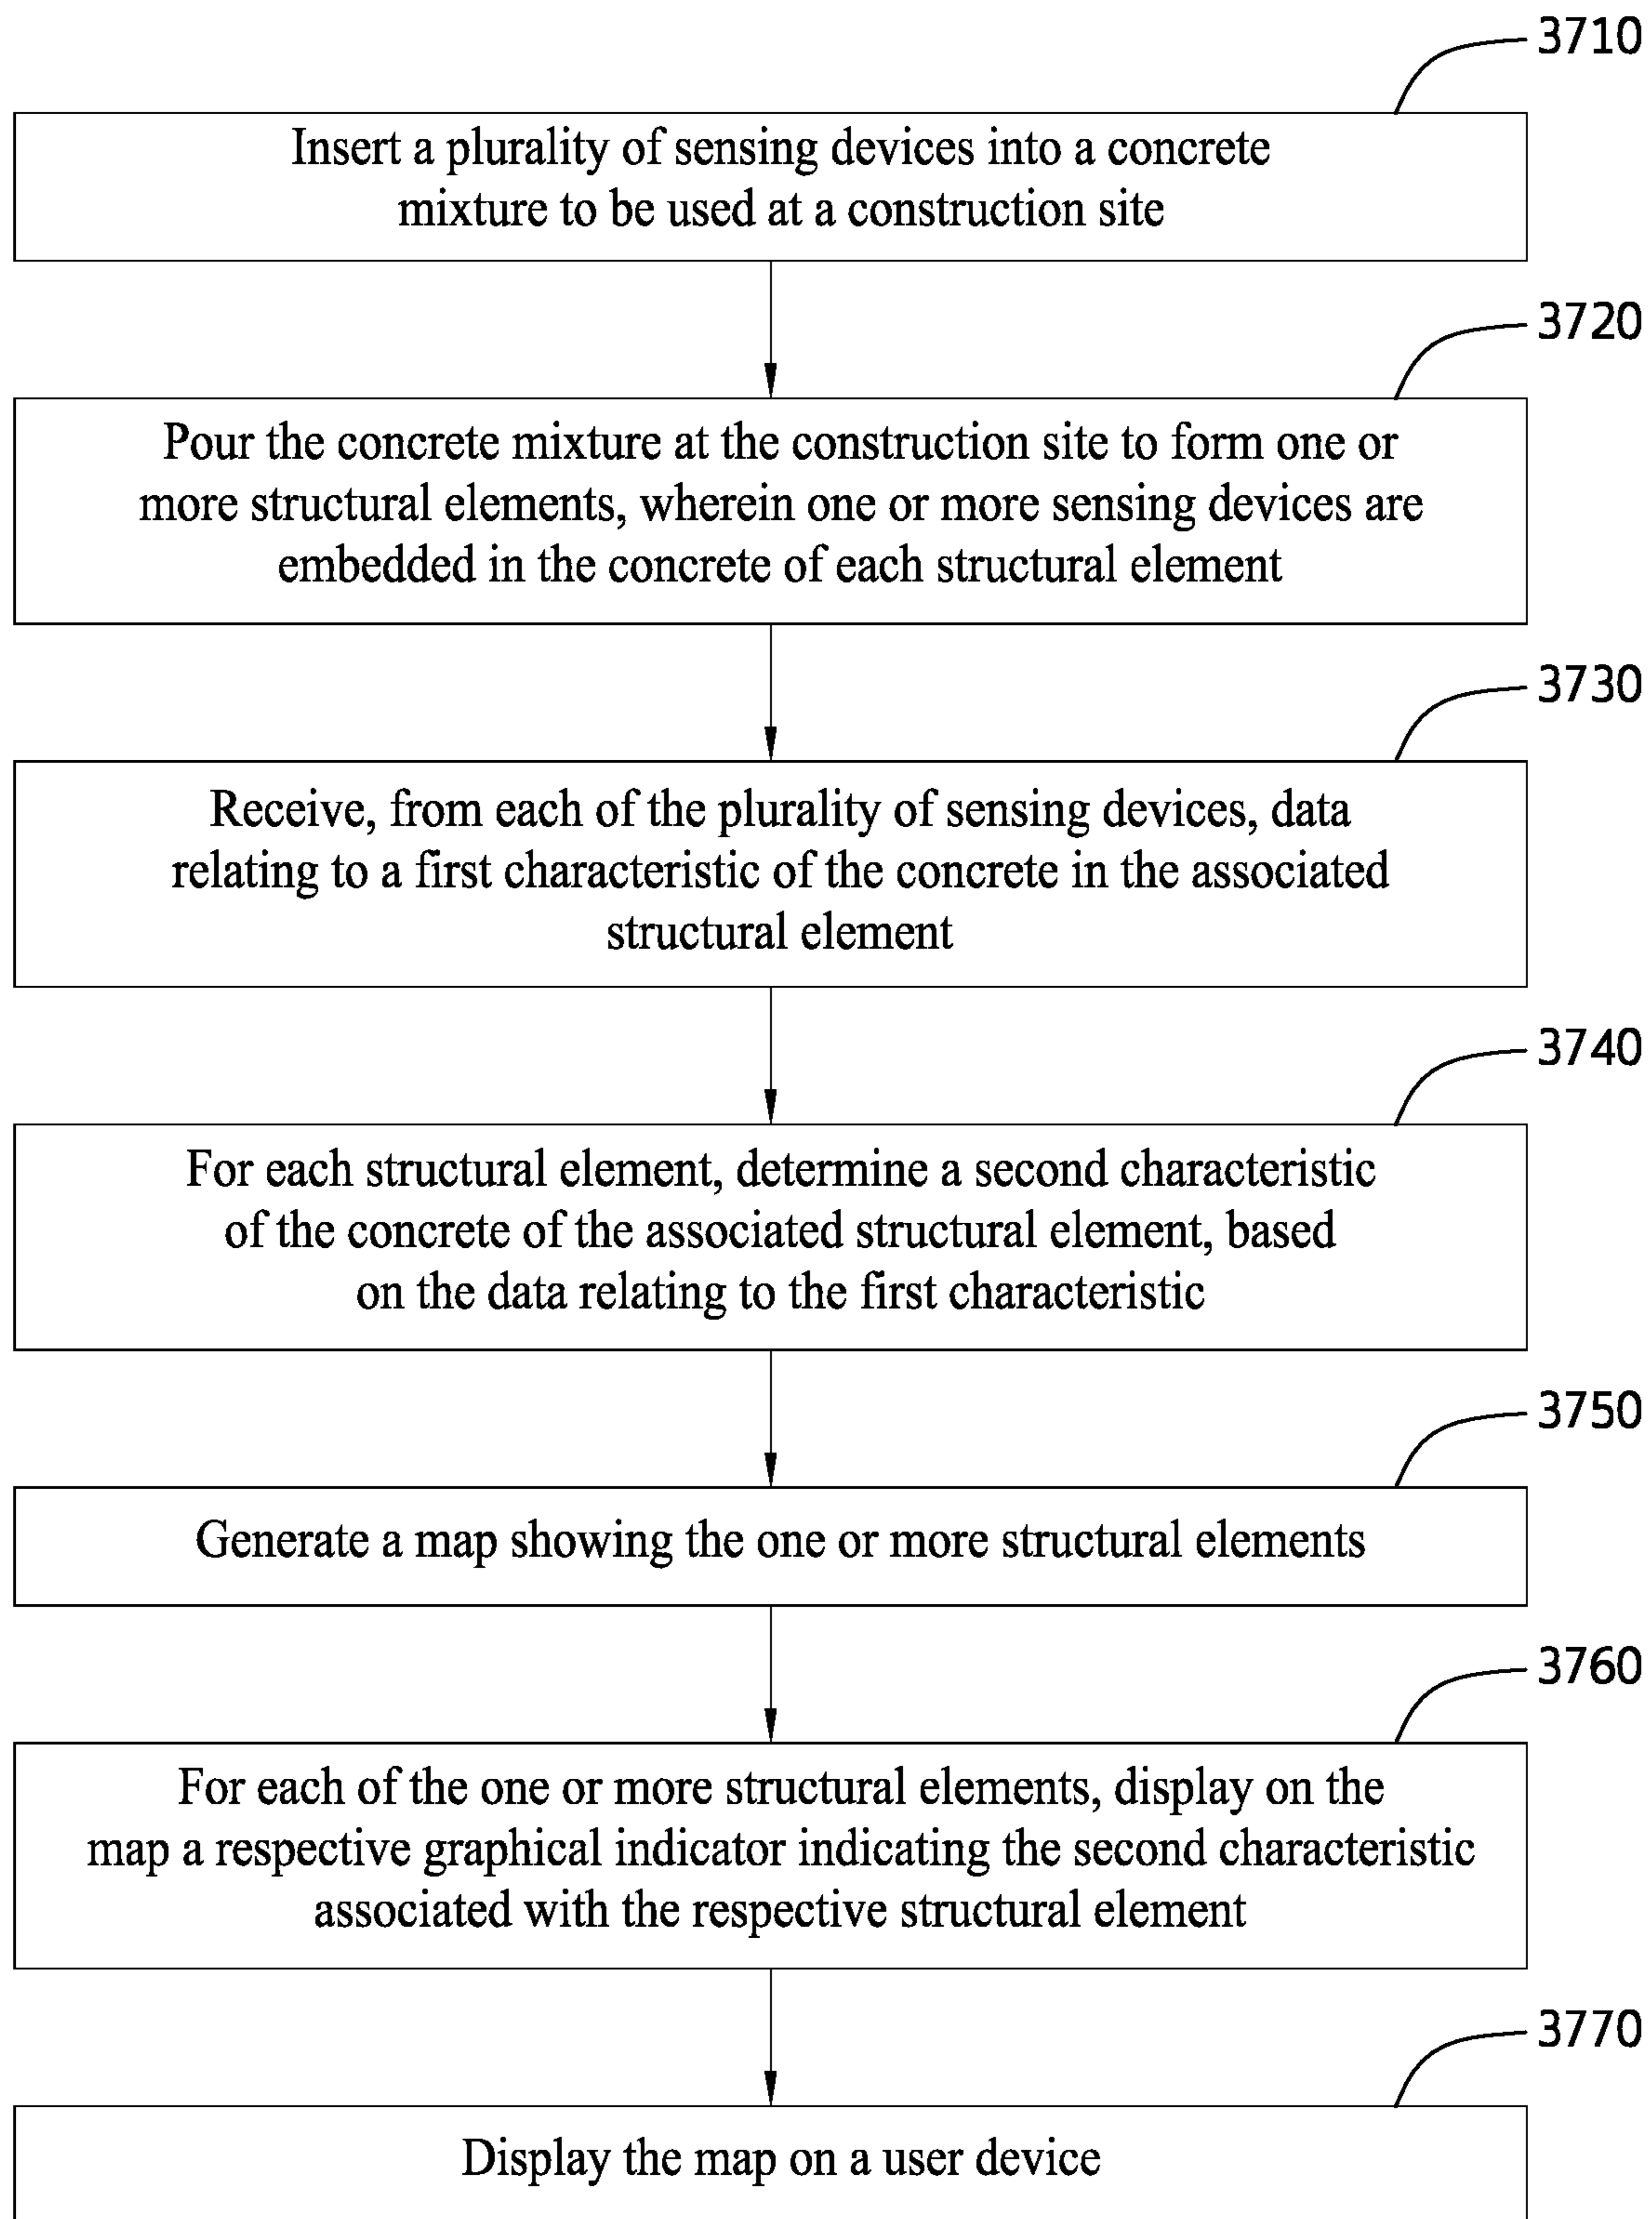 3710
Insert a plurality of sensing devices into a concrete
mixture to be used at a construction site
3720
Pour the concrete mixture at the construction site to form one or
more structural elements, wherein one or more sensing devices are
embedded in the concrete of each structural element
3730
Receive, from each of the plurality of sensing devices, data
relating to a first characteristic of the concrete in the associated
structural element
3740
For each structural element, determine a second characteristic
of the concrete of the associated structural element, based
on the data relating to the first characteristic
3750
Generate a map showing the one or more structural elements
3760
For each of the one or more structural elements, display on the
map a respective graphical indicator indicating the second characteristic
associated with the respective structural element
3770
Display the map on a user device